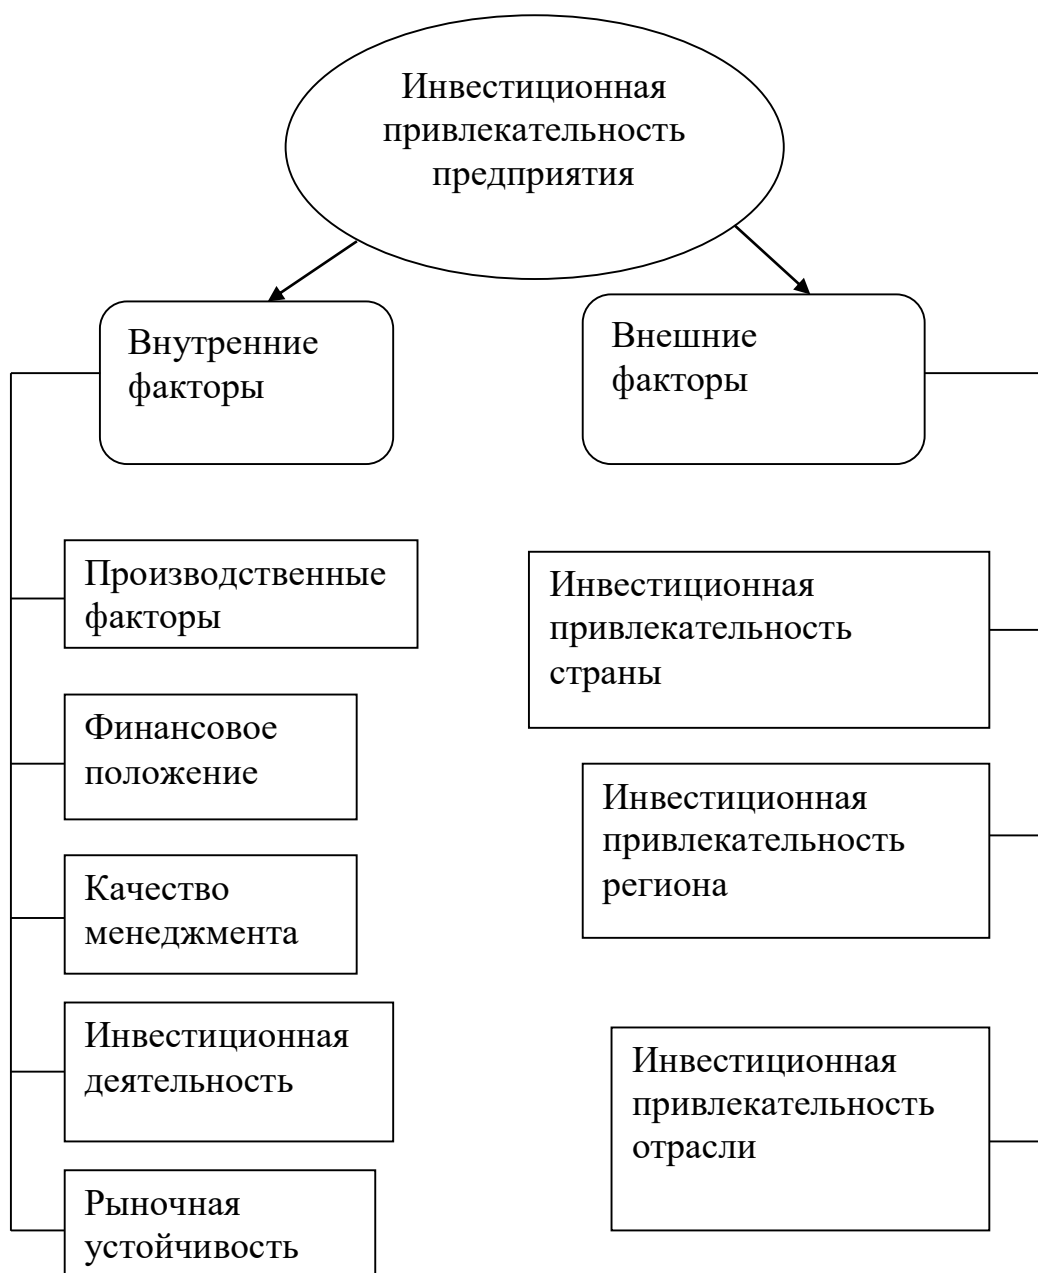 Инвестиционная
привлекательность
предприятия
Внутренние
факторы
Внешние
факторы
Производственные
факторы
Финансовое
положение
Качество
менеджмента
Инвестиционная
деятельность
Рыночная
устойчивость
Инвестиционная
привлекательность
страны
Инвестиционная
привлекательность
региона
Инвестиционная
привлекательность
отрасли